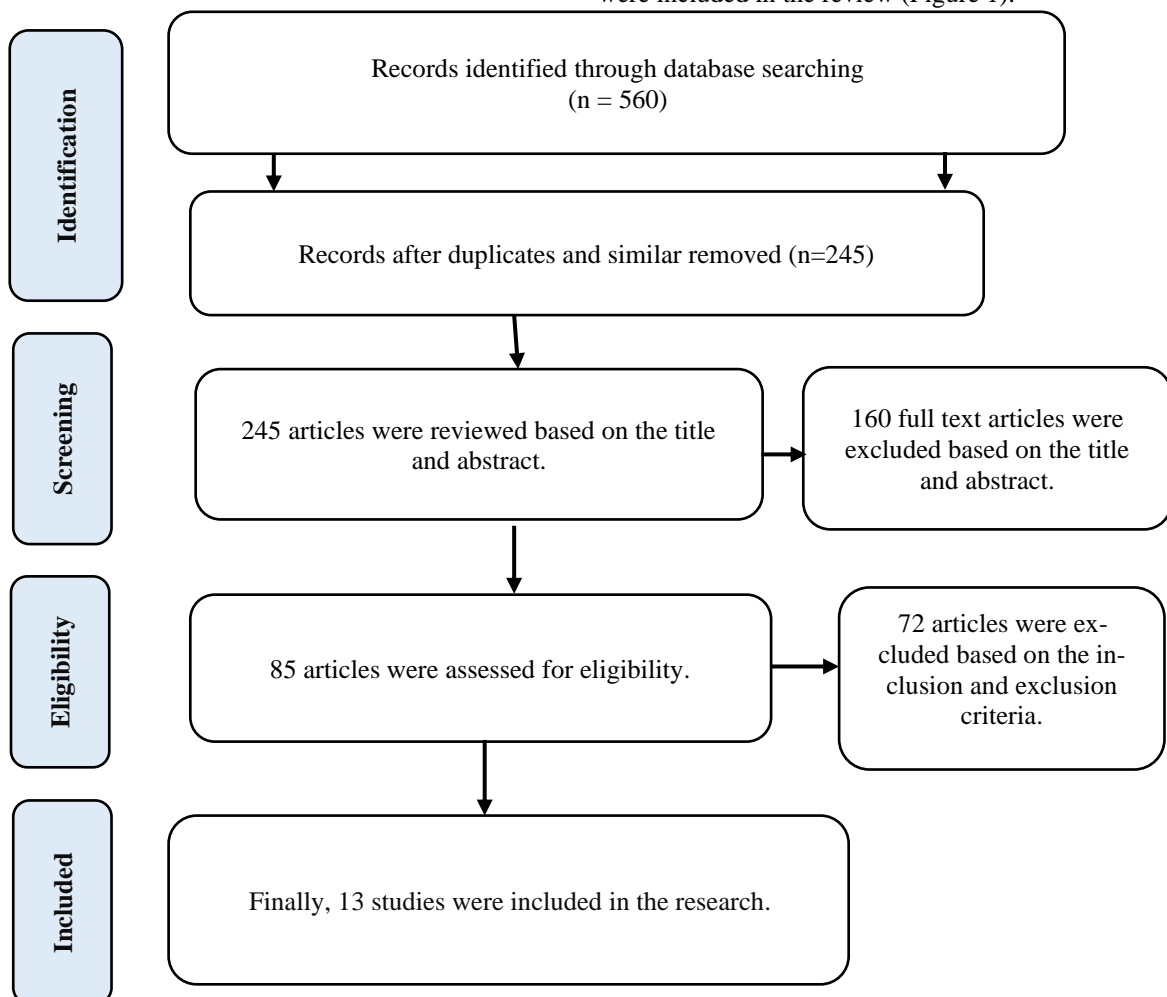 were included in the review (Figure 1).
Identification
Records identified through database searching
(n = 560)
Records after duplicates and similar removed (n=245)
Screening
245 articles were reviewed based on the title
and abstract.
160 full text articles were
excluded based on the title
and abstract.
Eligibility
85 articles were assessed for eligibility.
72 articles were ex-
cluded based on the in-
clusion and exclusion
criteria.
Included
Finally, 13 studies were included in the research.